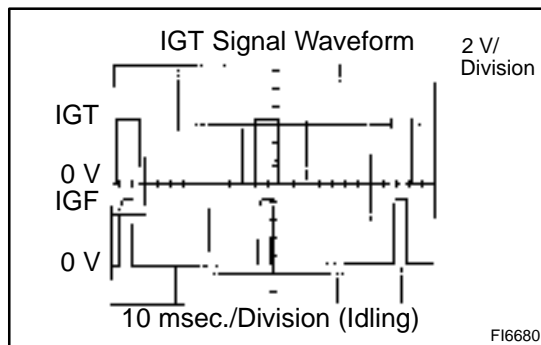 IGT Signal Waveform
2 V/
Division
IGT
0 V
IGF
0 V
10 msec./Division (Idling)
FI6680